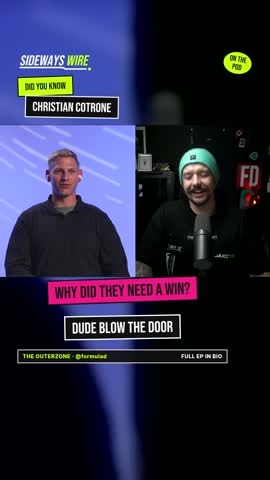 SIDEWAYS WIRE.
ON THE
POD
DID YOU KNOW
CHRISTIAN COTRONE
FD
WHY DID THEY NEED A WIN?
DUDE BLOW THE DOOR
THE OUTERZONE - @formulad
FULL EP IN BIO